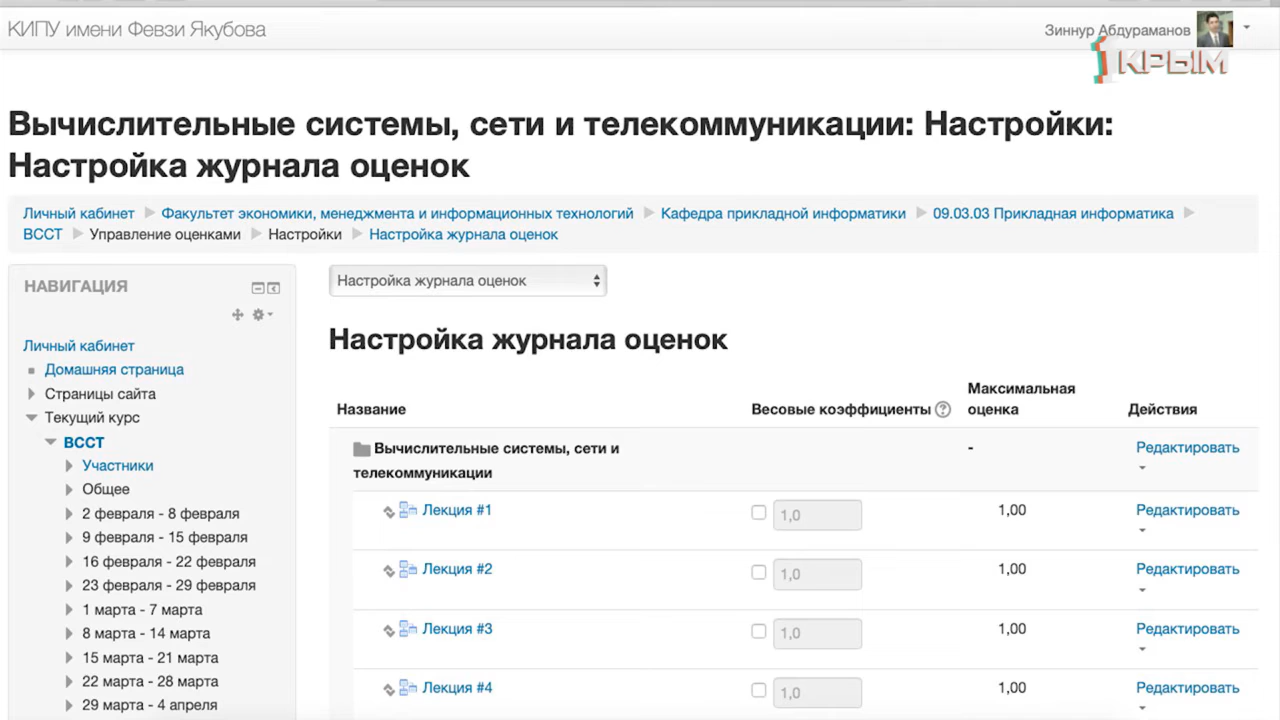 КИПУ имени Февзи Якубова
Зиннур Абдураманов
КРЫМ
Вычислительные системы, сети и телекоммуникации: Настройки:
Настройка журнала оценок
Личный кабинет Факультет экономики, менеджмента и информационных технологий Кафедра прикладной информатики 09.03.03 Прикладная информатика
ВССТ Управление оценками Настройки Настройка журнала оценок
НАВИГАЦИЯ
Личный кабинет
Домашняя страница
Страницы сайта
Текущий курс
ВССТ
Участники
Общее
2 февраля - 8 февраля
9 февраля - 15 февраля
16 февраля - 22 февраля
23 февраля - 29 февраля
1 марта - 7 марта
8 марта - 14 марта
15 марта - 21 марта
22 марта - 28 марта
29 марта - 4 апреля
Настройка журнала оценок
Настройка журнала оценок
Название Весовые коэффициенты ? Максимальная оценка Действия
Вычислительные системы, сети и - Редактировать
телекоммуникации
Лекция #1 1,0 1,00 Редактировать
Лекция #2 1,0 1,00 Редактировать
Лекция #3 1,0 1,00 Редактировать
Лекция #4 1,0 1,00 Редактировать